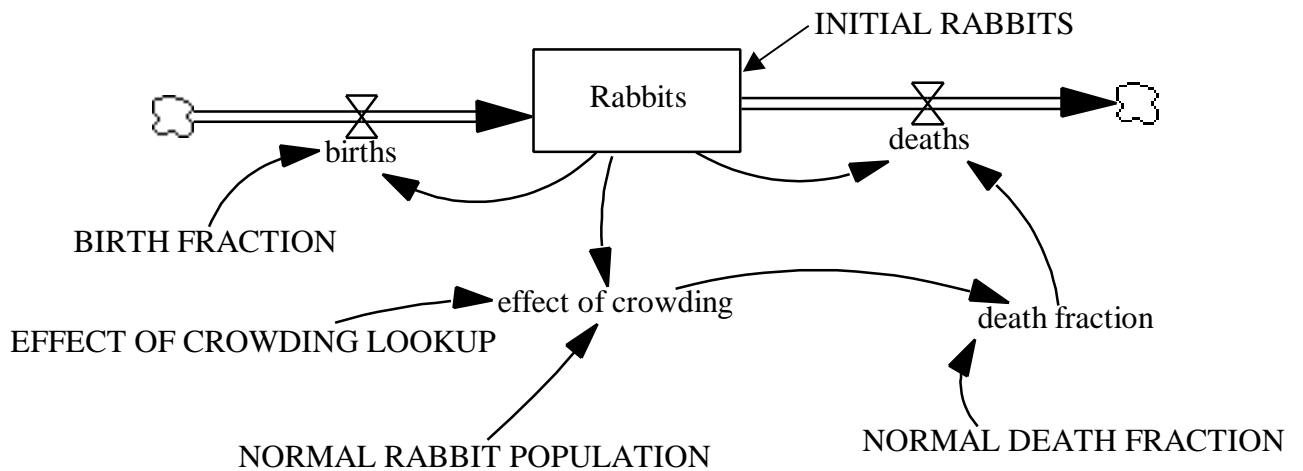 INITIAL RABBITS
Rabbits
births
deaths
BIRTH FRACTION
effect of crowding
death fraction
EFFECT OF CROWDING LOOKUP
NORMAL RABBIT POPULATION
NORMAL DEATH FRACTION